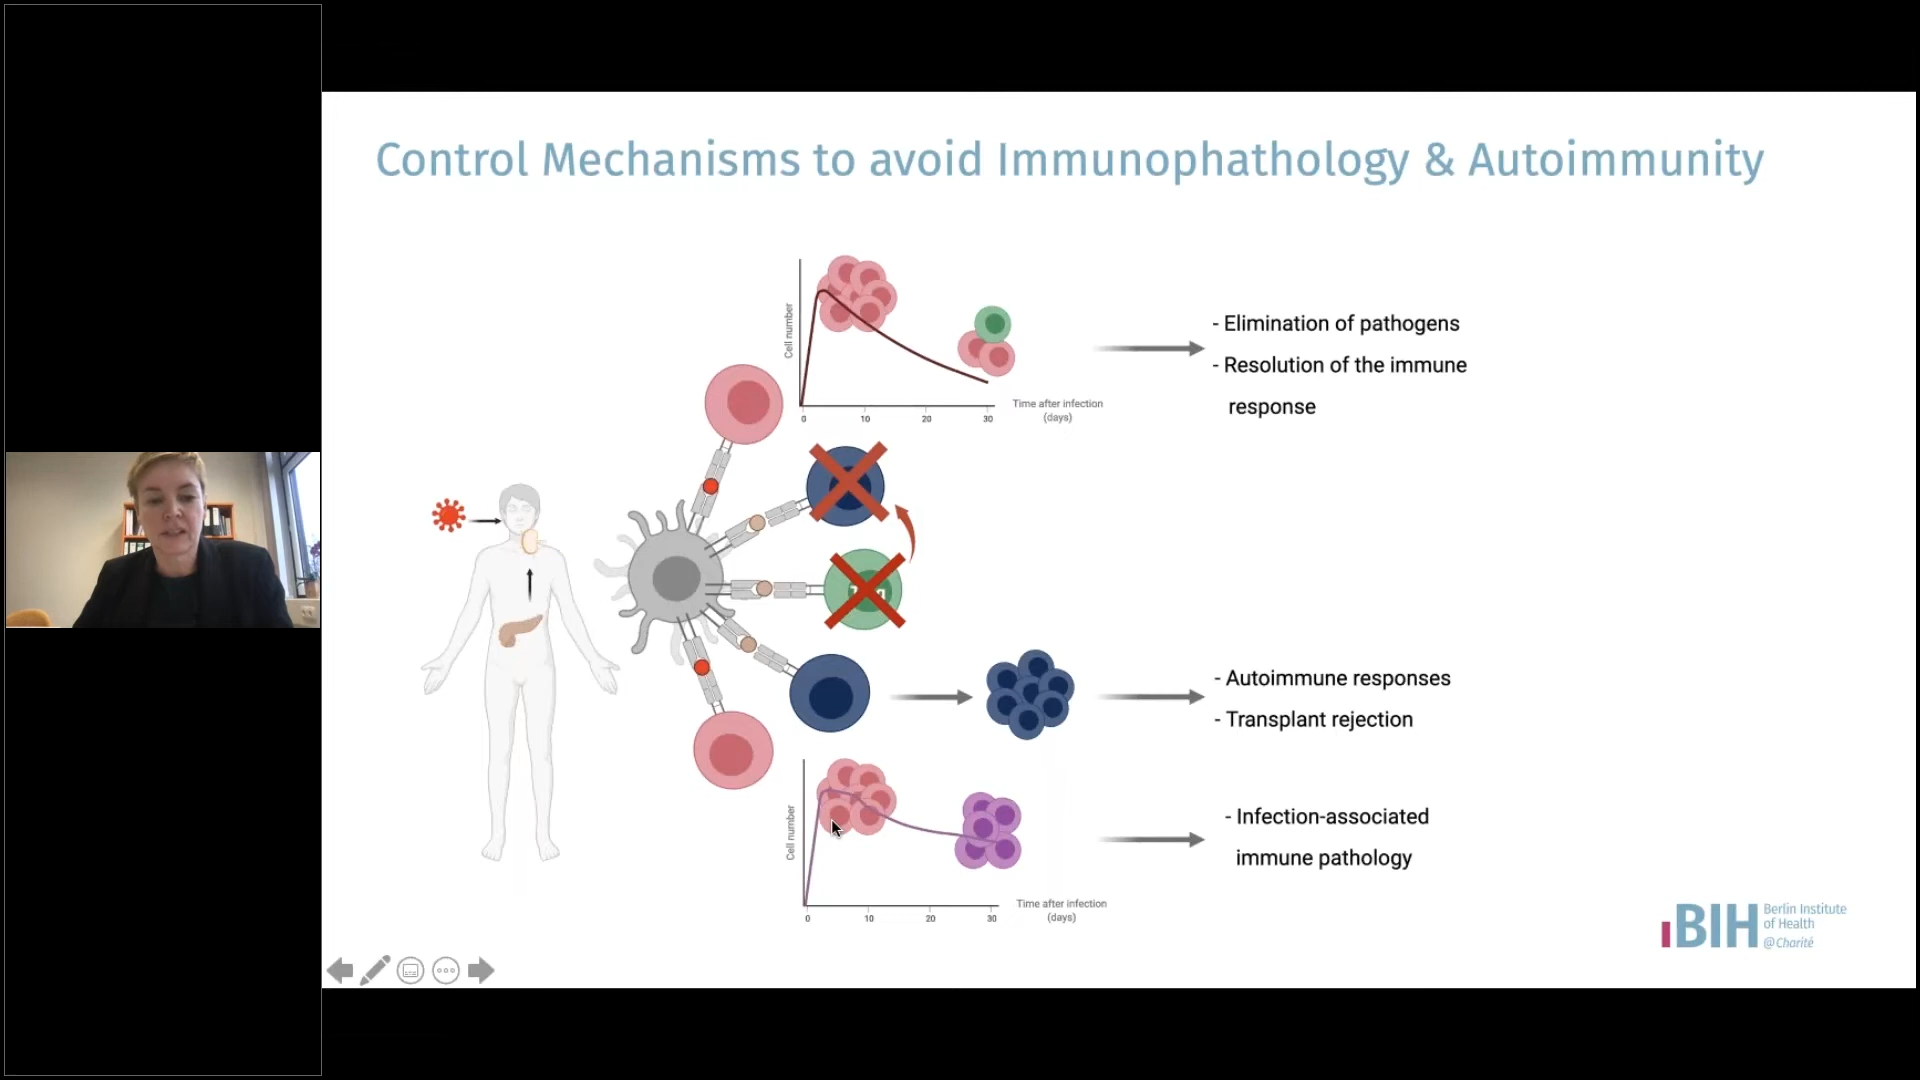 Control Mechanisms to avoid Immunophathology & Autoimmunity
Cell number
0 10 20 30
Time after infection
(days)
- Elimination of pathogens
- Resolution of the immune
response
- Autoimmune responses
- Transplant rejection
Cell number
0 10 20 30
Time after infection
(days)
- Infection-associated
immune pathology
BIH
Berlin Institute
of Health
@Charité